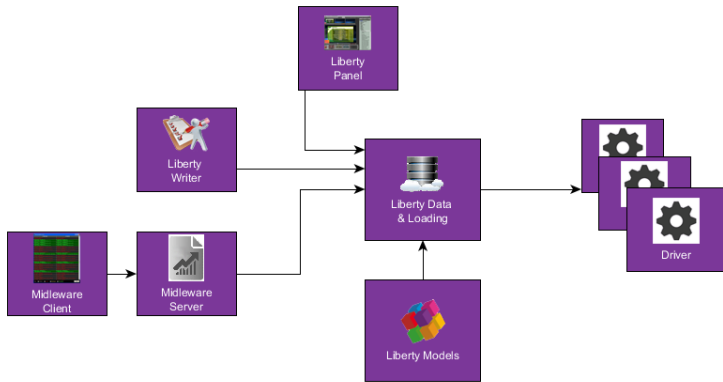 Liberty
Panel
Liberty
Writer
Liberty Data
& Loading
Driver
Midleware
Client
Midleware
Server
Liberty Models